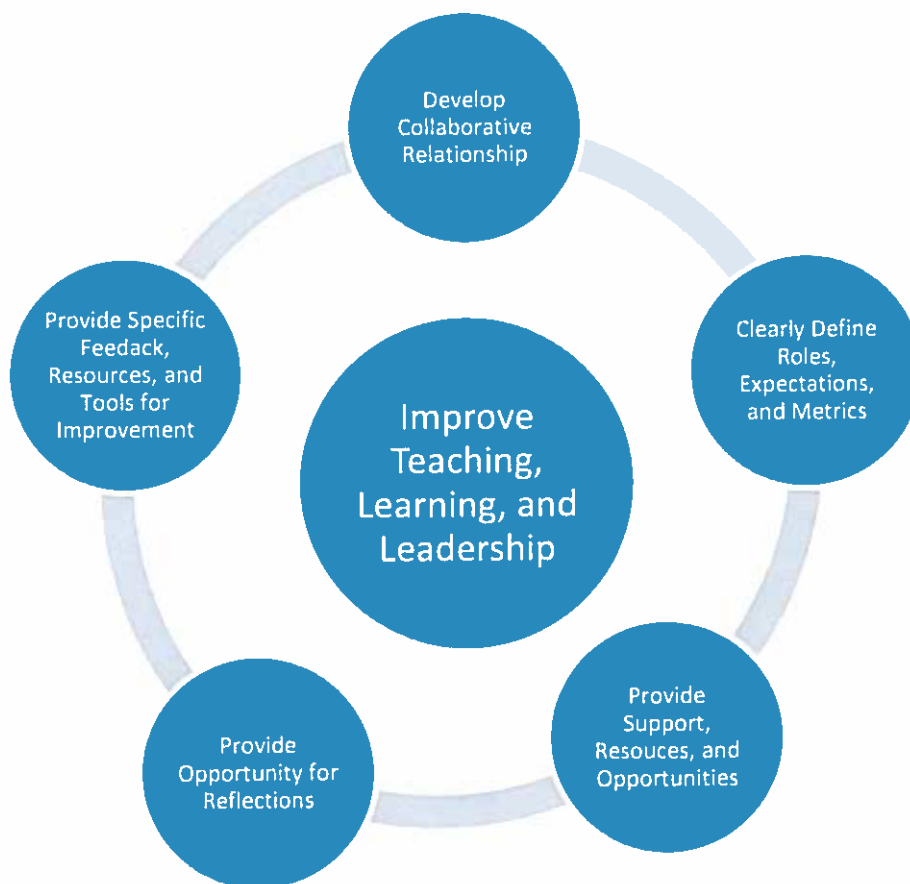 Develop
Collaborative
Relationship
Clearly Define
Roles,
Expectations,
and Metrics
Provide
Support,
Resouces, and
Opportunities
Provide
Opportunity for
Reflections
Provide Specific
Feedack,
Resources, and
Tools for
Improvement
Improve
Teaching,
Learning, and
Leadership